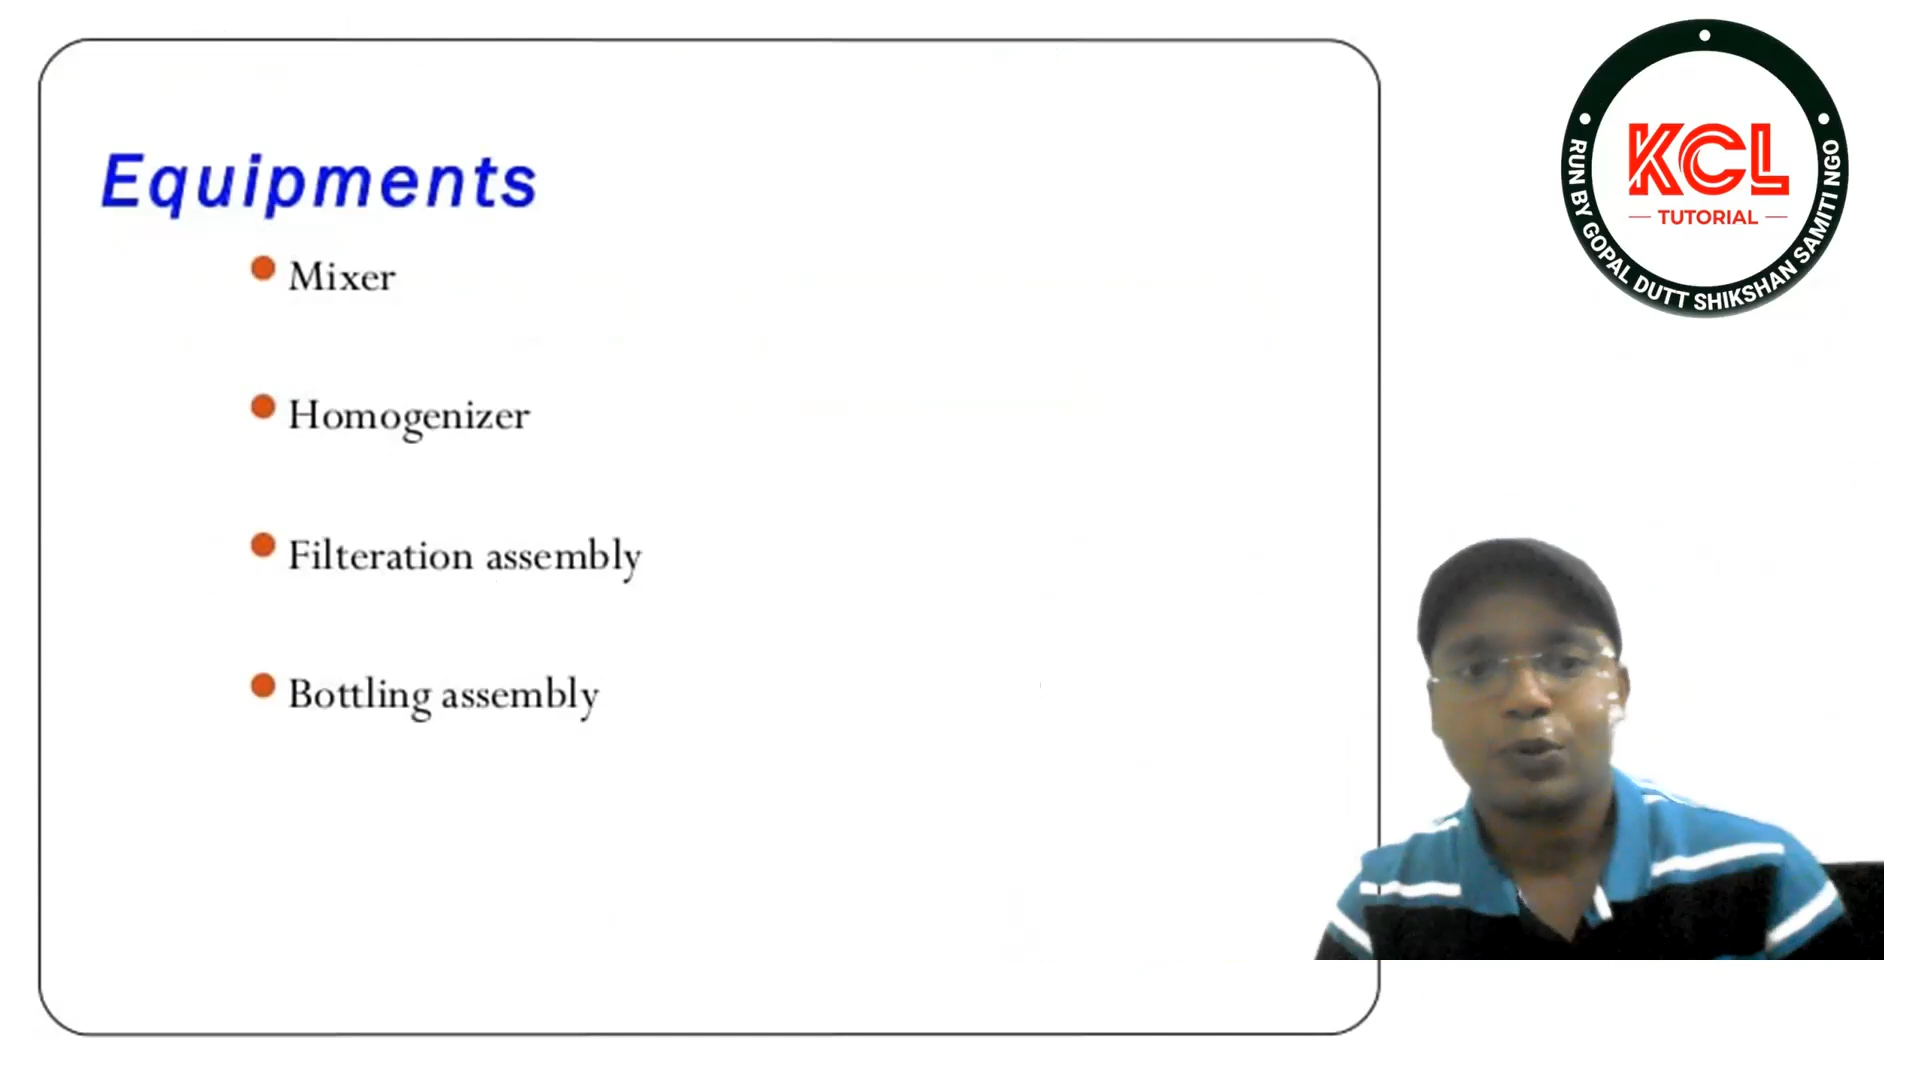 Equipments
Mixer
Homogenizer
Filteration assembly
Bottling assembly
KCL
TUTORIAL
RUN BY GOPAL DUTT SHIKSHAN SAMITI NGO